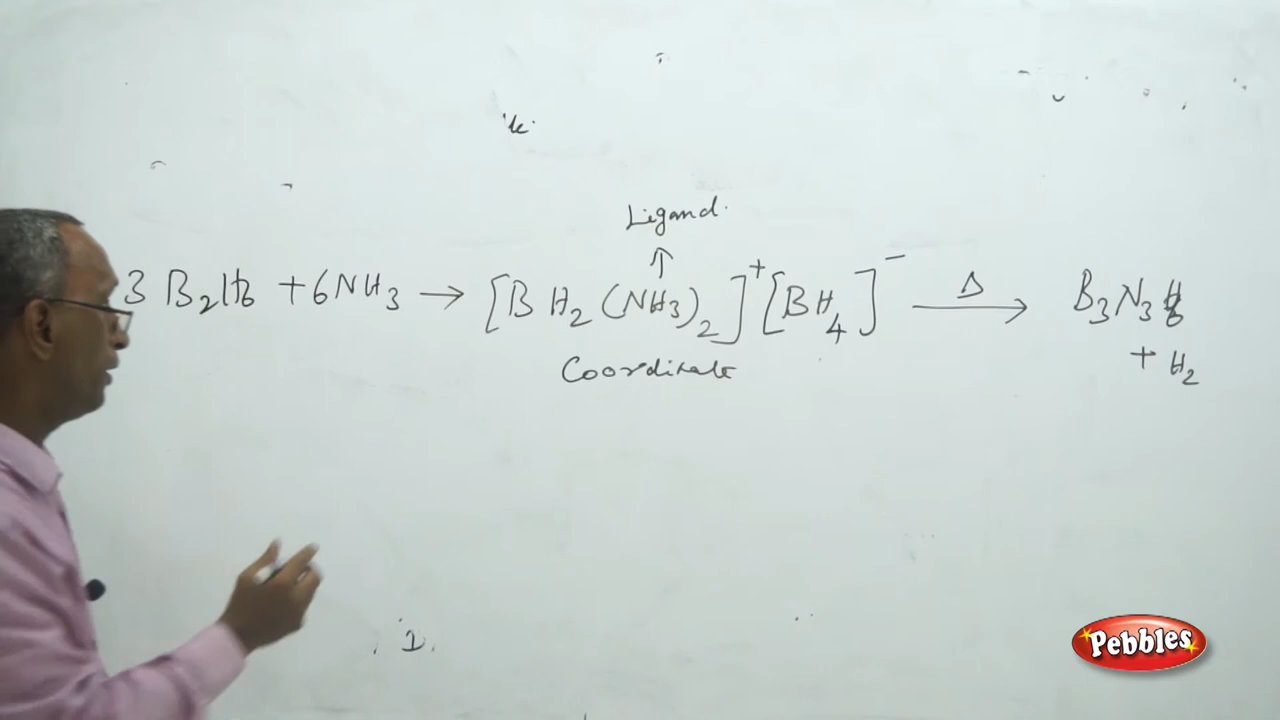 Ligand.
↑
3 B₂H₆ + 6NH₃ → [BH₂(NH₃)₂]⁺ [BH₄]⁻ —Δ→ B₃N₃H₆
+ H₂
Coordinate
Pebbles